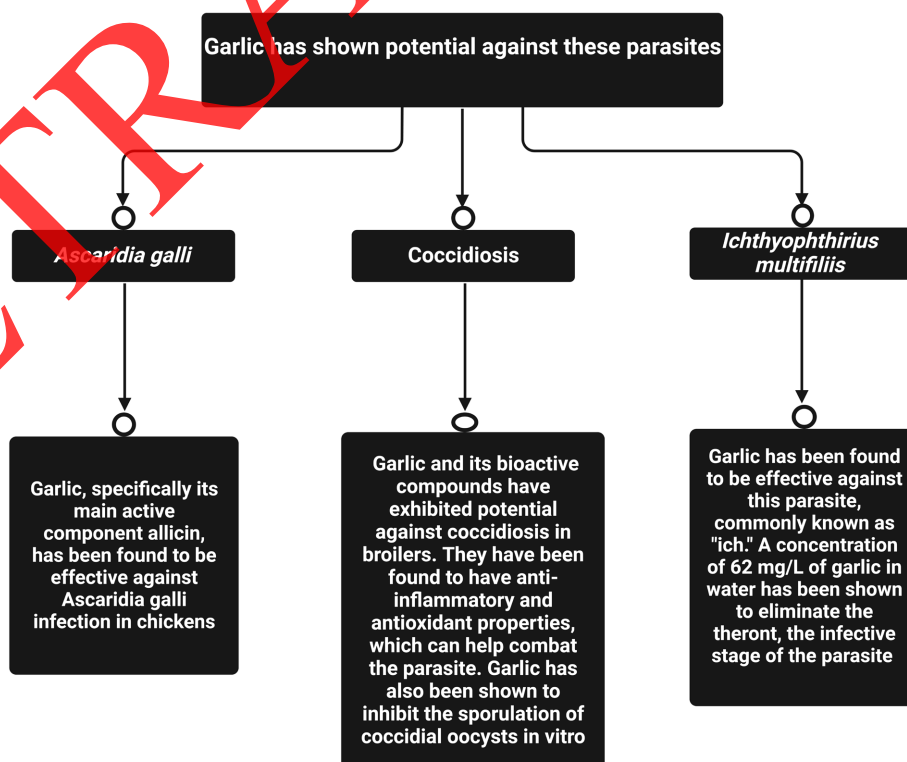 Garlic has shown potential against these parasites
Ascaridia galli
Coccidiosis
Ichthyophthirius
multifiliis
Garlic, specifically its
main active
component allicin,
has been found to be
effective against
Ascaridia galli
infection in chickens
Garlic and its bioactive
compounds have
exhibited potential
against coccidiosis in
broilers. They have been
found to have anti-
inflammatory and
antioxidant properties,
which can help combat
the parasite. Garlic has
also been shown to
inhibit the sporulation of
coccidial oocysts in vitro
Garlic has been found
to be effective against
this parasite,
commonly known as
"ich." A concentration
of 62 mg/L of garlic in
water has been shown
to eliminate the
theront, the infective
stage of the parasite